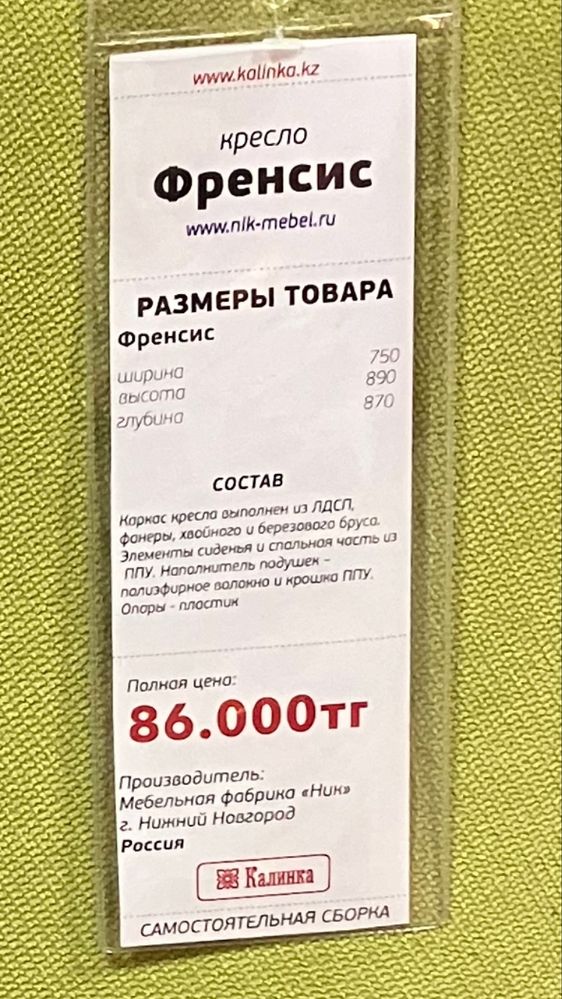 www.kalinka.kz
кресло
Френсис
www.nik-mebel.ru
РАЗМЕРЫ ТОВАРА
Френсис
ширина 750
высота 890
глубина 870
СОСТАВ
Каркас кресла выполнен из ЛДСП,
фанеры, хвойного и березового бруса.
Элементы сиденья и спальная часть из
ППУ. Наполнитель подушек –
полиэфирное волокно и крошка ППУ.
Опоры - пластик
Полная цена:
86.000тг
Производитель:
Мебельная фабрика «Ник»
г. Нижний Новгород
Россия
Калинка
САМОСТОЯТЕЛЬНАЯ СБОРКА